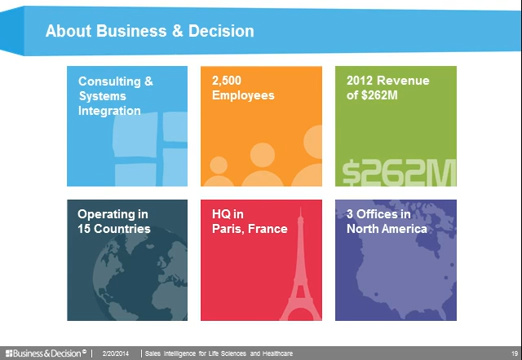 About Business & Decision
Consulting &
Systems
Integration
2,500
Employees
2012 Revenue
of $262M
$262M
Operating in
15 Countries
HQ in
Paris, France
3 Offices in
North America
Business&Decision© | 2/20/2014 | Sales Intelligence for Life Sciences and Healthcare 19